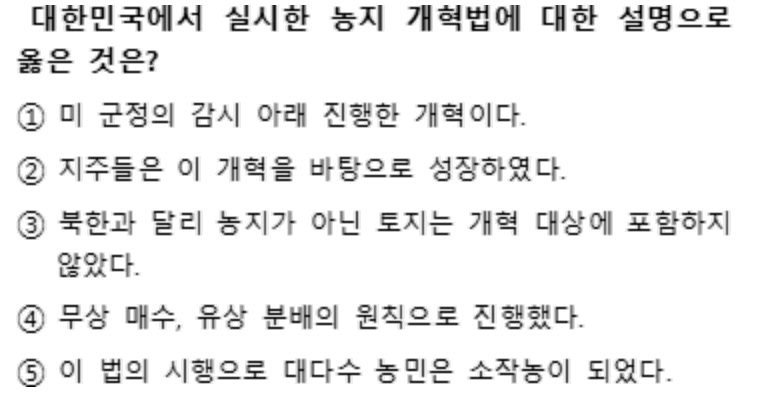 대한민국에서 실시한 농지 개혁법에 대한 설명으로
옳은 것은?
① 미 군정의 감시 아래 진행한 개혁이다.
② 지주들은 이 개혁을 바탕으로 성장하였다.
③ 북한과 달리 농지가 아닌 토지는 개혁 대상에 포함하지
않았다.
④ 무상 매수, 유상 분배의 원칙으로 진행했다.
⑤ 이 법의 시행으로 대다수 농민은 소작농이 되었다.